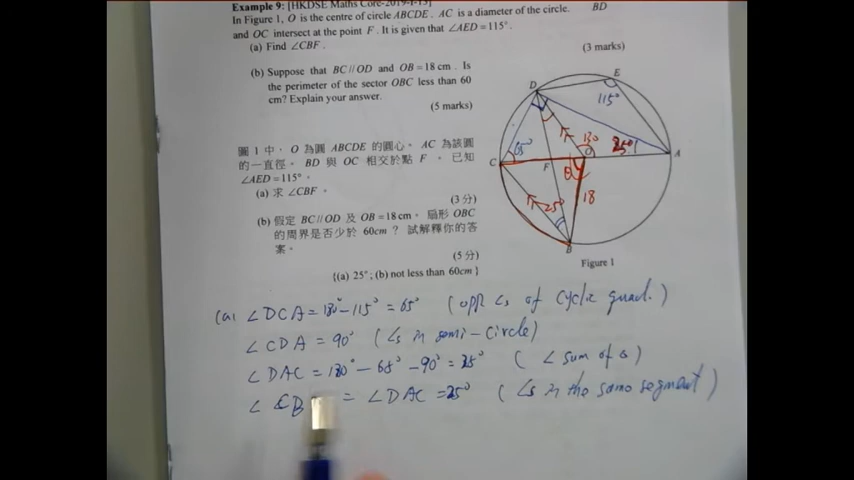 Example 9: [HKDSE Maths Core-2019-I-13]
In Figure 1, O is the centre of circle ABCDE. AC is a diameter of the circle. BD
and OC intersect at the point F. It is given that ∠AED=115°.
(a) Find ∠CBF.
(3 marks)
(b) Suppose that BC//OD and OB=18 cm. Is
the perimeter of the sector OBC less than 60
cm? Explain your answer.
(5 marks)
圖 1 中，O 為圓 ABCDE 的圓心。AC 為該圓
的一直徑。BD 與 OC 相交於點 F。已知
∠AED=115°。
(a) 求 ∠CBF。
(3 分)
(b) 假定 BC//OD 及 OB=18 cm。扇形 OBC
的周界是否少於 60cm？試解釋你的答
案。
(5 分)
{(a) 25°; (b) not less than 60cm}
D
E
115°
130
65°
O
25°
A
C
F
θ
25°
18
B
Figure 1
(a) ∠DCA = 180° - 115° = 65° (opp. ∠s of cyclic quad.)
∠CDA = 90° (∠s in semi-circle)
∠DAC = 180° - 65° - 90° = 25° (∠ sum of Δ)
∠CB = ∠DAC = 25° (∠s in the same segment)